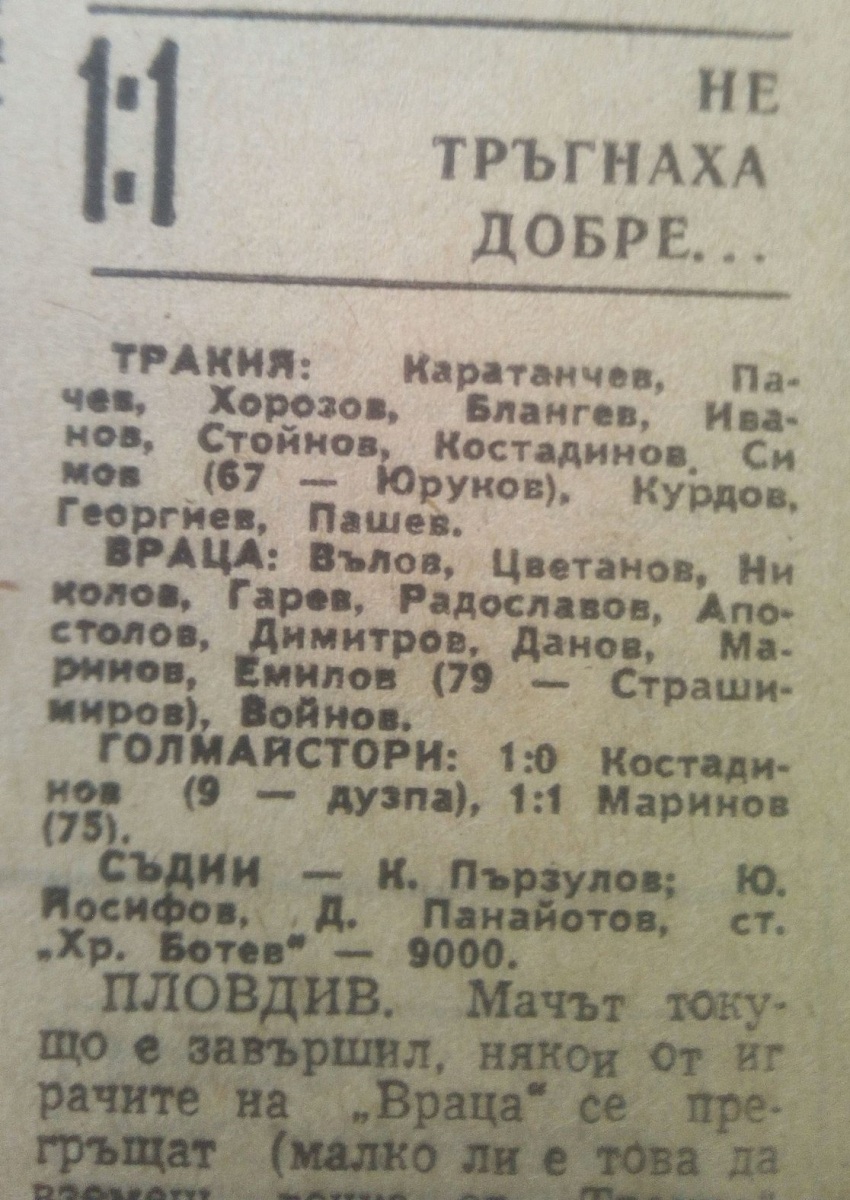 1:1
НЕ
ТРЪГНАХА
ДОБРЕ...
ТРАКИЯ: Каратанчев, Па-
чев, Хорозов, Блангев, Ива-
нов, Стойнов, Костадинов, Си
мов (67 — Юруков), Курдов,
Георгиев, Пашев.
ВРАЦА: Вълов, Цветанов, Ни
колов, Гарев, Радославов, Апо-
столов, Димитров, Данов, Ма-
ринов, Емилов (79 — Страши-
миров), Войнов.
ГОЛМАЙСТОРИ: 1:0 Костади-
нов (9 — дузпа), 1:1 Маринов
(75).
СЪДИИ — К. Пързулов; Ю.
Йосифов, Д. Панайотов, ст.
„Хр. Ботев“ — 9000.
ПЛОВДИВ. Мачът току-
що е завършил, някои от иг
рачите на „Враца“ се пре-
гръщат (малко ли е това да